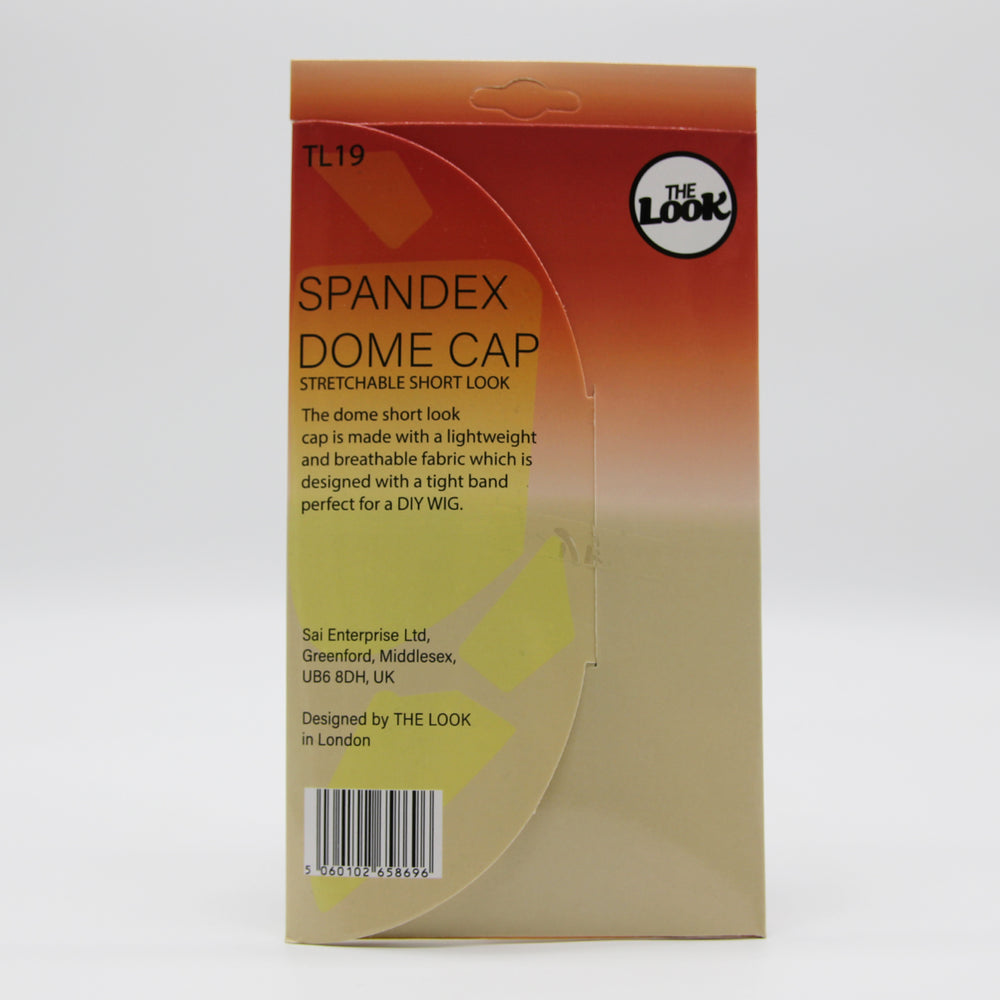 TL19
THE
LOOK
SPANDEX
DOME CAP
STRETCHABLE SHORT LOOK
The dome short look
cap is made with a lightweight
and breathable fabric which is
designed with a tight band
perfect for a DIY WIG.
Sai Enterprise Ltd,
Greenford, Middlesex,
UB6 8DH, UK
Designed by THE LOOK
in London
5 060102 658696